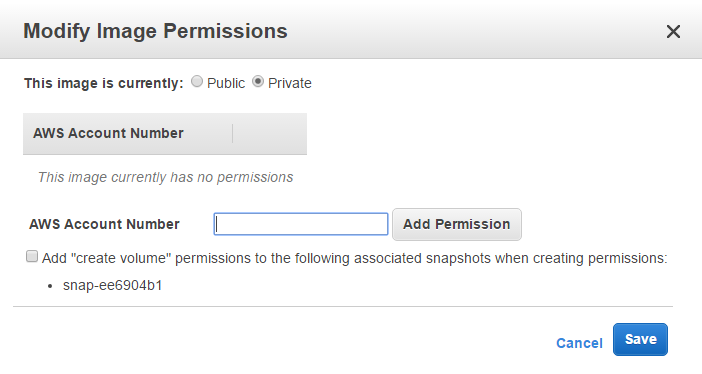 Modify Image Permissions
This image is currently: Public Private
AWS Account Number
This image currently has no permissions
AWS Account Number Add Permission
Add "create volume" permissions to the following associated snapshots when creating permissions:
• snap-ee6904b1
Cancel Save